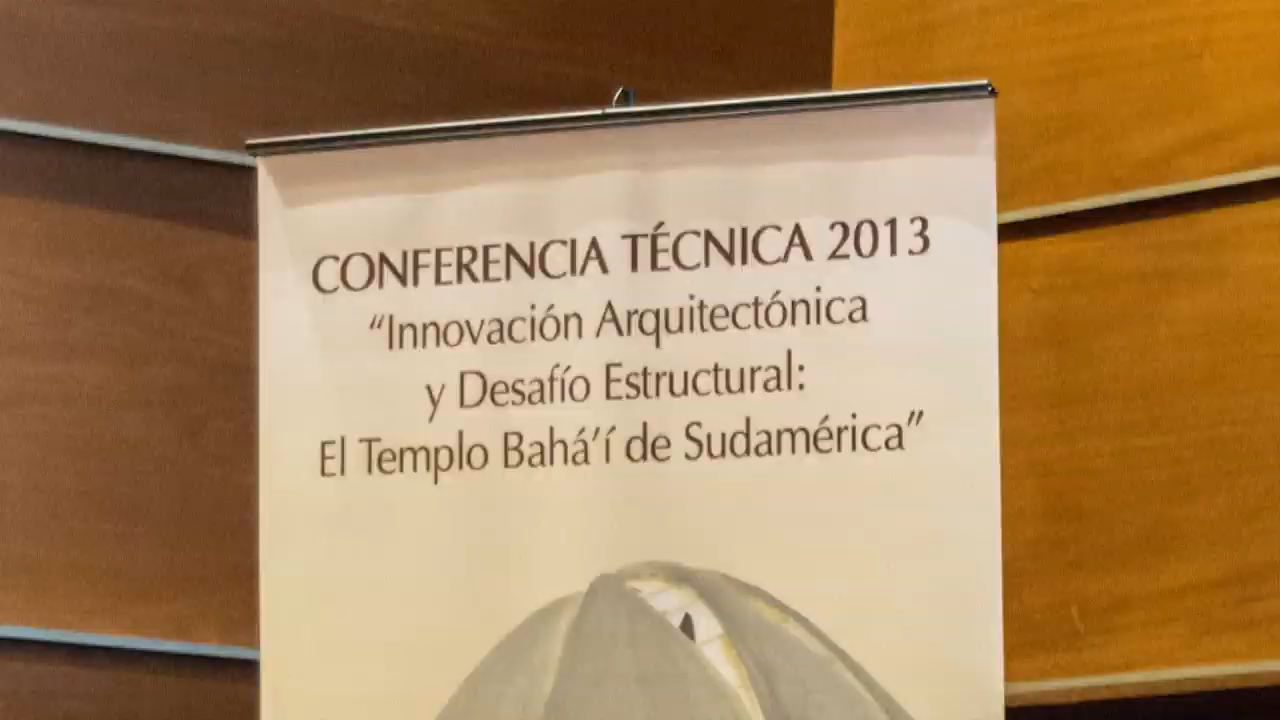 CONFERENCIA TÉCNICA 2013
“Innovación Arquitectónica
y Desafío Estructural:
El Templo Bahá’í de Sudamérica”